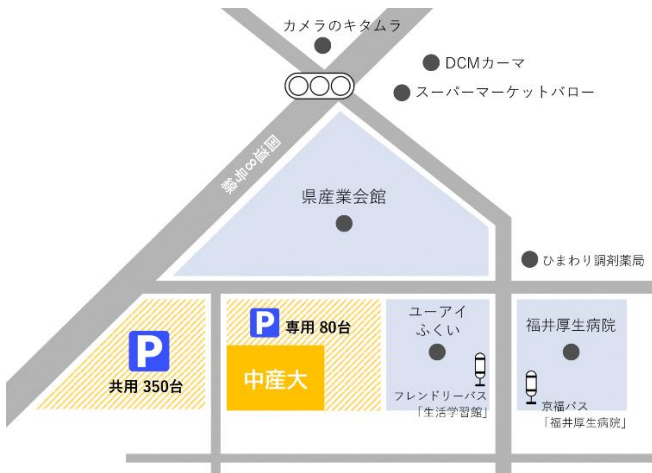 カメラのキタムラ
DCMカーマ
スーパーマーケットバロー
国道8号線
県産業会館
ひまわり調剤薬局
P
共用 350台
P 専用 80台
中産大
ユーアイ
ふくい
フレンドリーバス
「生活学習館」
福井厚生病院
京福バス
「福井厚生病院」